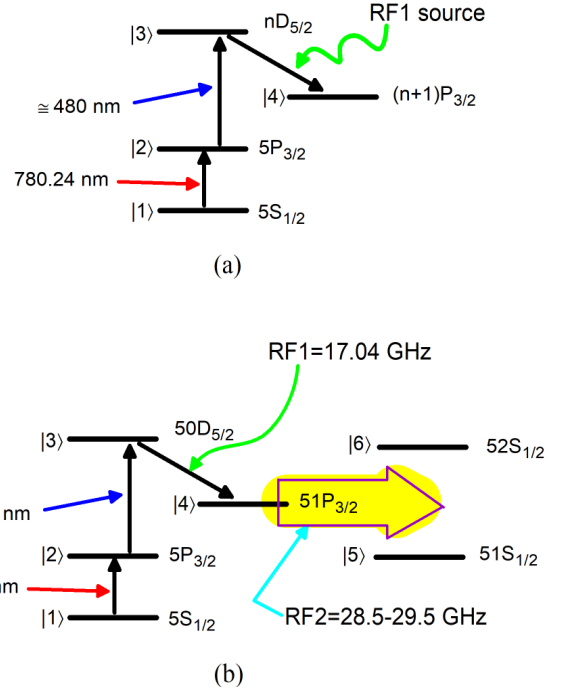 RF1 source
|3⟩ nD5/2
≅ 480 nm
|4⟩ (n+1)P3/2
|2⟩ 5P3/2
780.24 nm
|1⟩ 5S1/2
(a)
RF1=17.04 GHz
|3⟩ 50D5/2
|6⟩ 52S1/2
|4⟩ 51P3/2
nm
|2⟩ 5P3/2
|5⟩ 51S1/2
nm
|1⟩ 5S1/2
RF2=28.5-29.5 GHz
(b)